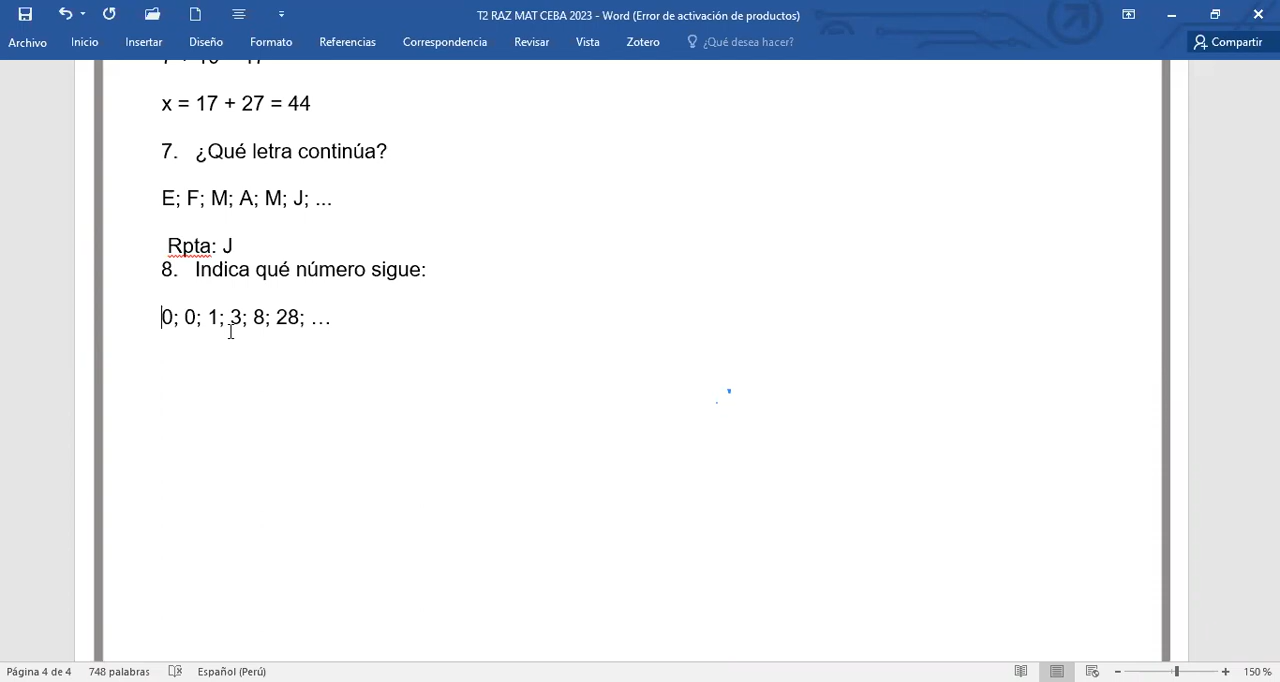 T2 RAZ MAT CEBA 2023 - Word (Error de activación de productos)
Archivo Inicio Insertar Diseño Formato Referencias Correspondencia Revisar Vista Zotero ¿Qué desea hacer? Compartir
x = 17 + 27 = 44
7. ¿Qué letra continúa?
E; F; M; A; M; J; ...
Rpta: J
8. Indica qué número sigue:
0; 0; 1; 3; 8; 28; …
Página 4 de 4 748 palabras Español (Perú) 150 %